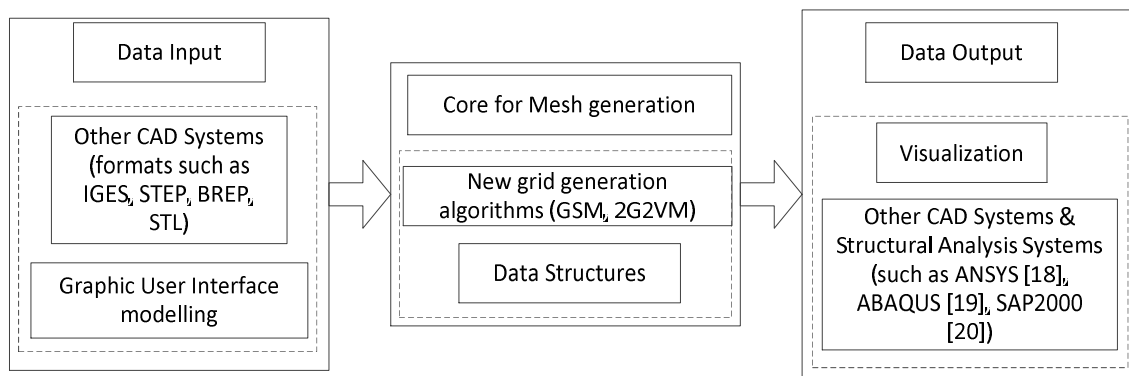 Data Input
Other CAD Systems
(formats such as
IGES, STEP, BREP,
STL)
Graphic User Interface
modelling
Core for Mesh generation
New grid generation
algorithms (GSM, 2G2VM)
Data Structures
Data Output
Visualization
Other CAD Systems &
Structural Analysis Systems
(such as ANSYS [18],
ABAQUS [19], SAP2000
[20])